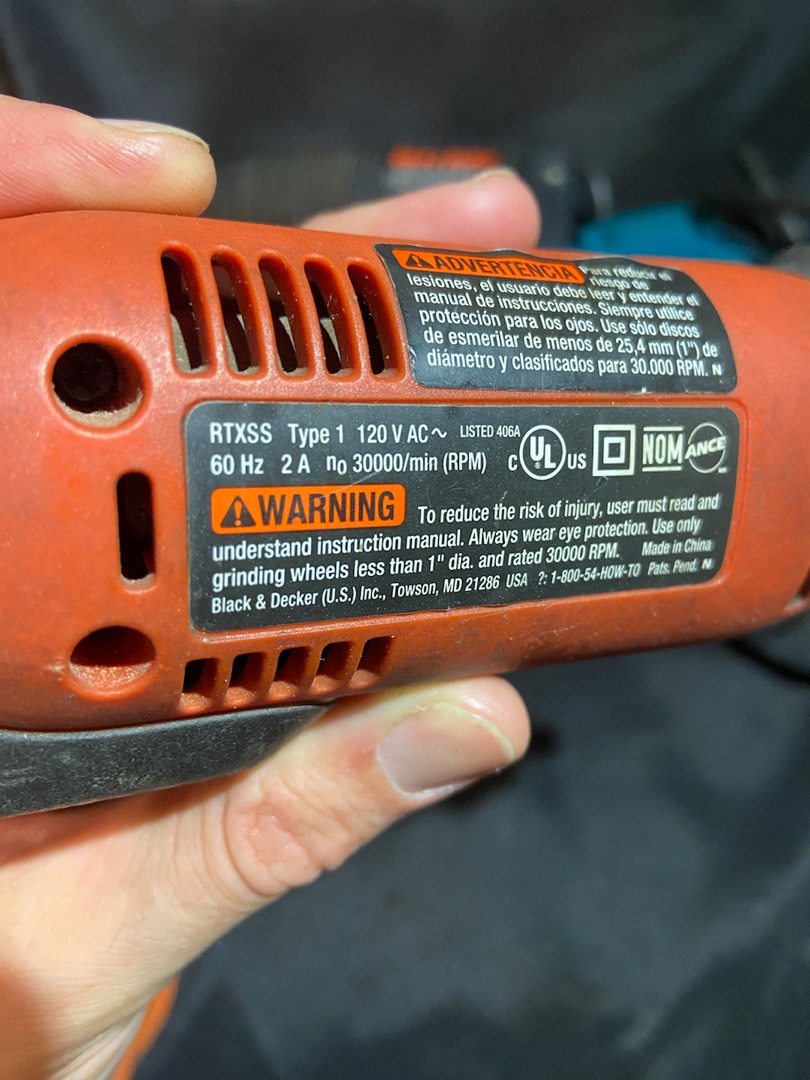 ADVERTENCIA Para reducir el riesgo de
lesiones, el usuario debe leer y entender el
manual de instrucciones. Siempre utilice
protección para los ojos. Use sólo discos
de esmerilar de menos de 25,4 mm (1") de
diámetro y clasificados para 30.000 RPM. N
RTXSS Type 1 120 V AC~ LISTED 406A
60 Hz 2 A n0 30000/min (RPM) C UL US NOM ANCE
WARNING To reduce the risk of injury, user must read and
understand instruction manual. Always wear eye protection. Use only
grinding wheels less than 1" dia. and rated 30000 RPM. Made in China
Black & Decker (U.S.) Inc., Towson, MD 21286 USA ?: 1-800-54-HOW-TO Pats. Pend. N